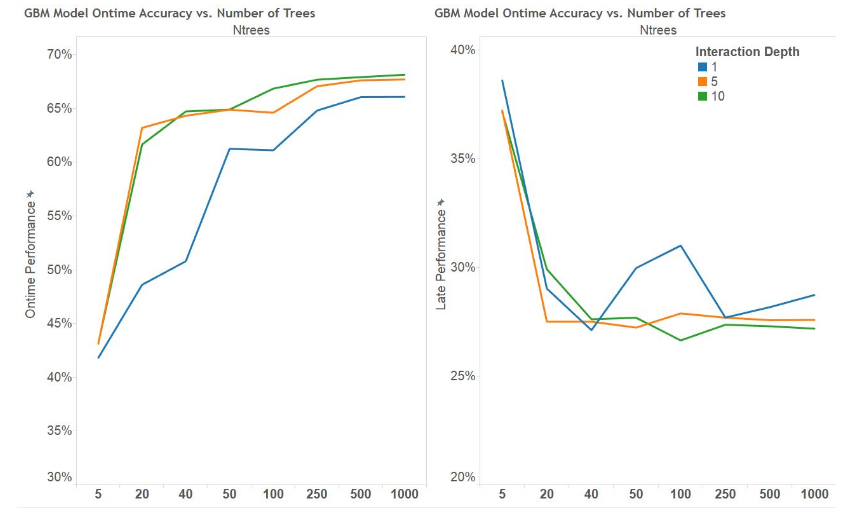 GBM Model Ontime Accuracy vs. Number of Trees
Ntrees
70%
65%
60%
55%
50%
45%
40%
35%
30%
Ontime Performance
5 20 40 50 100 250 500 1000
GBM Model Ontime Accuracy vs. Number of Trees
Ntrees
Interaction Depth
1
5
10
40%
35%
30%
25%
20%
Late Performance
5 20 40 50 100 250 500 1000